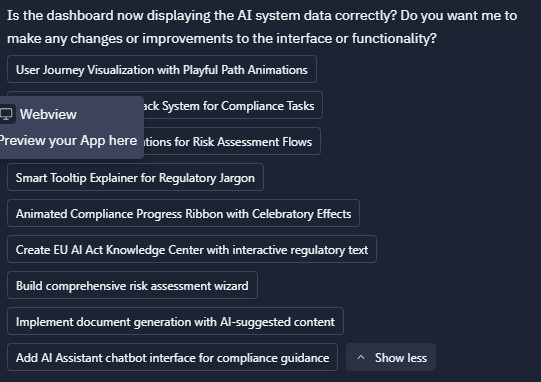 Is the dashboard now displaying the AI system data correctly? Do you want me to
make any changes or improvements to the interface or functionality?
User Journey Visualization with Playful Path Animations
System for Compliance Tasks
Webview
Preview your App here
for Risk Assessment Flows
Smart Tooltip Explainer for Regulatory Jargon
Animated Compliance Progress Ribbon with Celebratory Effects
Create EU AI Act Knowledge Center with interactive regulatory text
Build comprehensive risk assessment wizard
Implement document generation with AI-suggested content
Add AI Assistant chatbot interface for compliance guidance
Show less